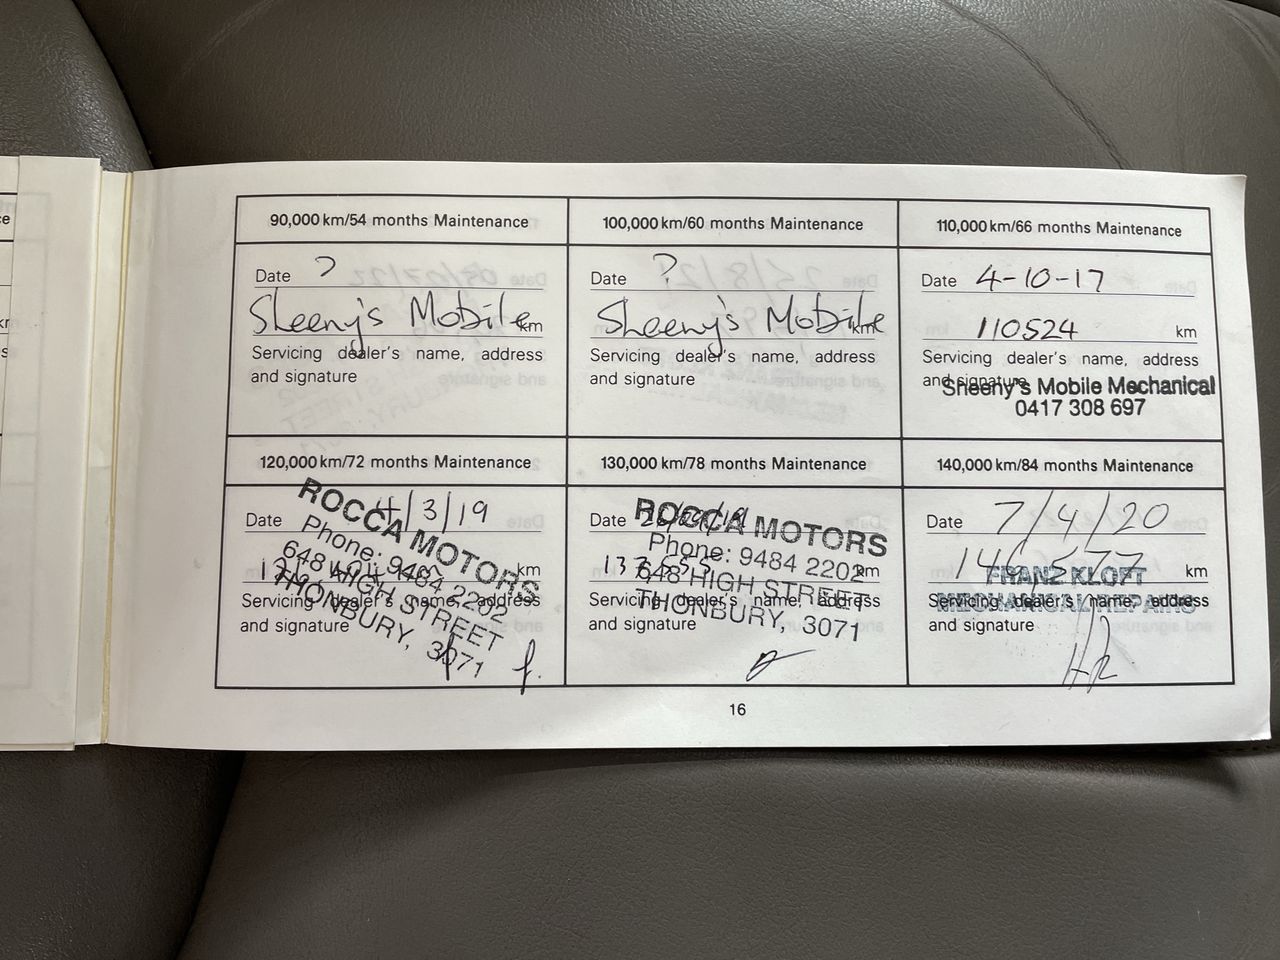 90,000 km/54 months Maintenance
Date ?
Sheeny's Mobile km
Servicing dealer's name, address
and signature
100,000 km/60 months Maintenance
Date ?
Sheeny's Mobile km
Servicing dealer's name, address
and signature
110,000 km/66 months Maintenance
Date 4-10-17
110524 km
Servicing dealer's name, address
and signature
Sheeny's Mobile Mechanical
0417 308 697
120,000 km/72 months Maintenance
Date 4/3/19
km
Servicing dealer's name, address
and signature
ROCCA MOTORS
Phone: 9484 2202
648 HIGH STREET
THONBURY, 3071
130,000 km/78 months Maintenance
Date
km
Servicing dealer's name, address
and signature
ROCCA MOTORS
Phone: 9484 2202
648 HIGH STREET
THONBURY, 3071
140,000 km/84 months Maintenance
Date 7/4/20
km
Servicing dealer's name, address
and signature
FRANZ KLOFT
MECHANICAL REPAIRS
16